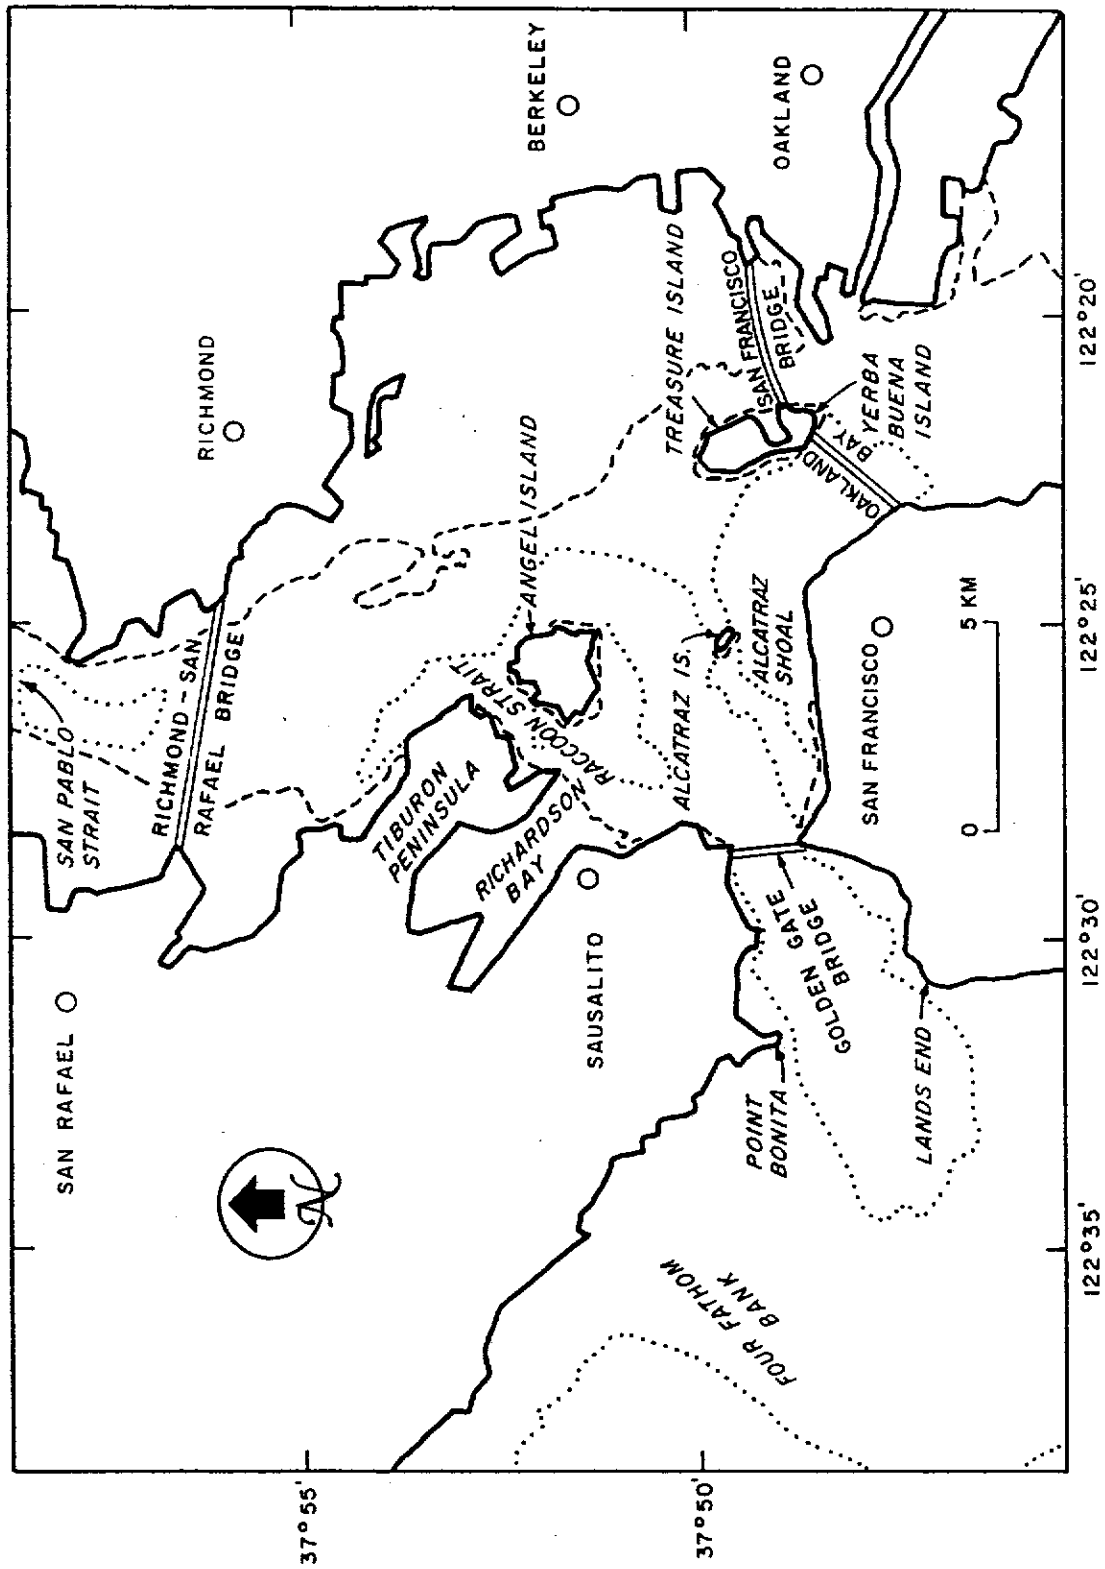 SAN RAFAEL
SAN PABLO
STRAIT
RICHMOND - SAN
RAFAEL BRIDGE
RICHMOND
BERKELEY
OAKLAND
N
TIBURON
PENINSULA
RICHARDSON
BAY
RACCOON STRAIT
ANGEL ISLAND
SAUSALITO
ALCATRAZ IS.
ALCATRAZ
SHOAL
TREASURE ISLAND
SAN FRANCISCO
BRIDGE
OAKLAND
BAY
YERBA
BUENA
ISLAND
POINT
BONITA
GOLDEN GATE
BRIDGE
LANDS END
SAN FRANCISCO
FOUR FATHOM
BANK
0
5 KM
37°55'
37°50'
122°35'
122°30'
122°25'
122°20'